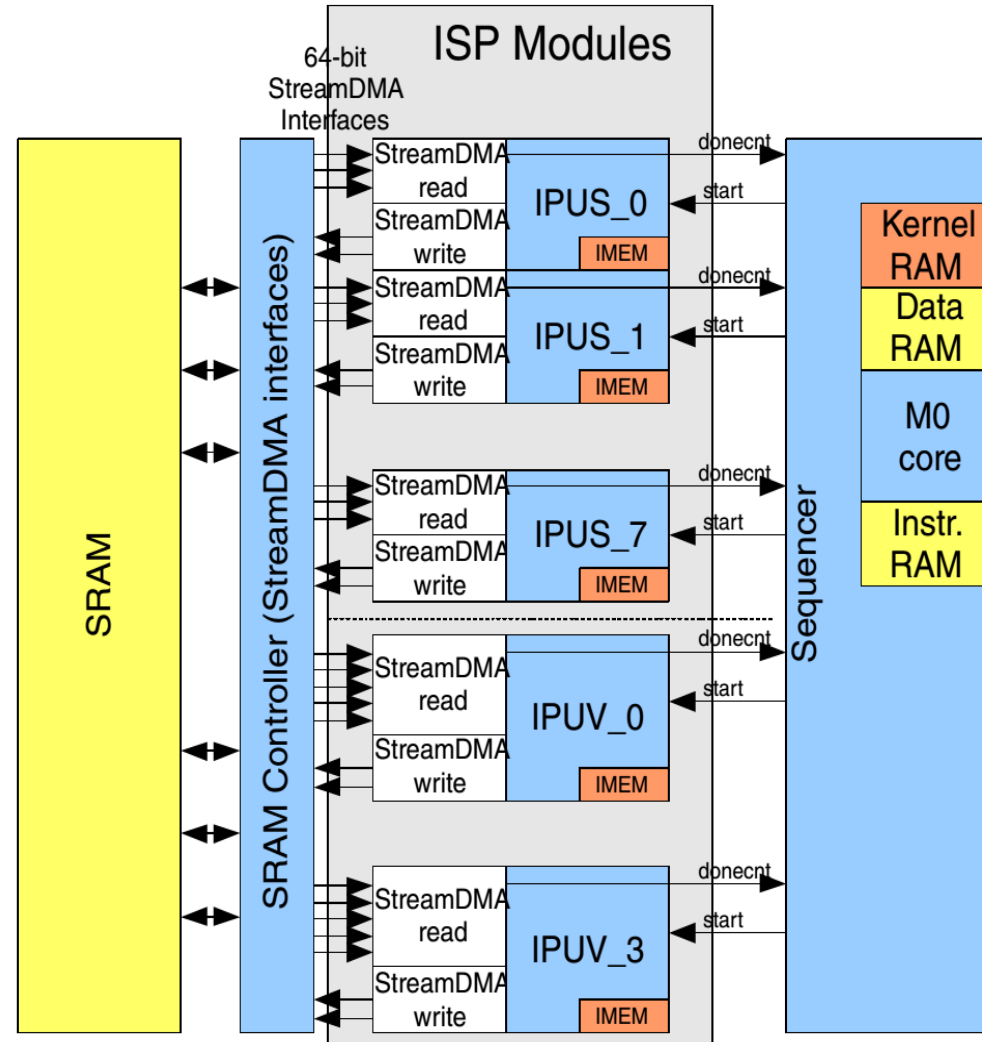 ISP Modules
64-bit
StreamDMA
Interfaces
SRAM
SRAM Controller (StreamDMA interfaces)
StreamDMA
read
StreamDMA
write
IPUS_0
IMEM
donecnt
start
StreamDMA
read
StreamDMA
write
IPUS_1
IMEM
donecnt
start
StreamDMA
read
StreamDMA
write
IPUS_7
IMEM
donecnt
start
StreamDMA
read
StreamDMA
write
IPUV_0
IMEM
donecnt
start
StreamDMA
read
StreamDMA
write
IPUV_3
IMEM
donecnt
start
Sequencer
Kernel
RAM
Data
RAM
M0
core
Instr.
RAM